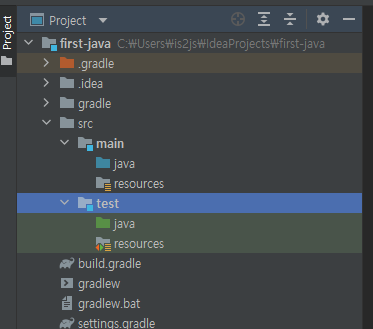 Project
Project
first-java C:₩Users₩is2js₩IdeaProjects₩first-java
.gradle
.idea
gradle
src
main
java
resources
test
java
resources
build.gradle
gradlew
gradlew.bat
settings.gradle